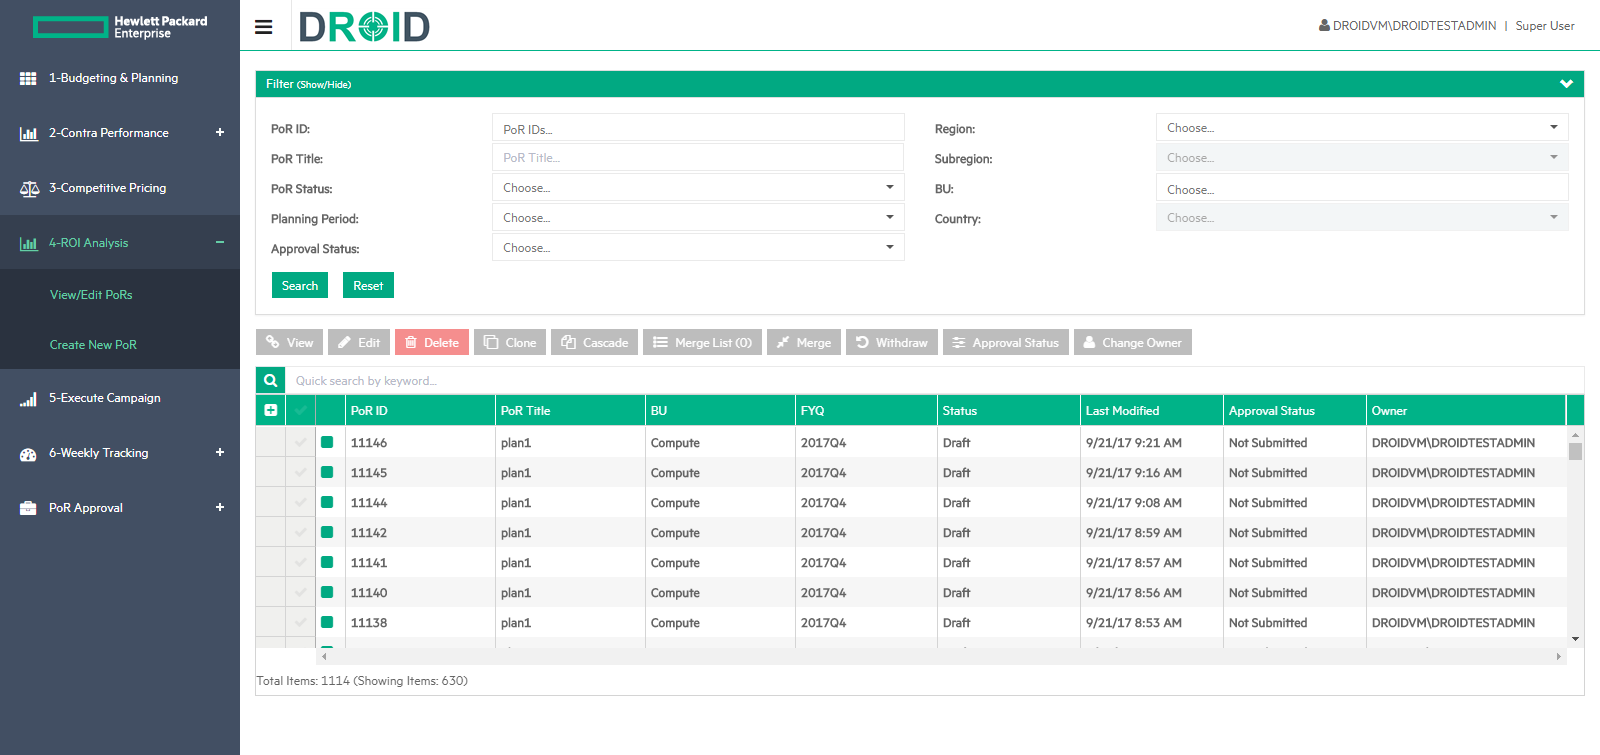 Hewlett Packard
Enterprise
DROID
DROIDVM\DROIDTESTADMIN | Super User
1-Budgeting & Planning
2-Contra Performance
3-Competitive Pricing
4-ROI Analysis
View/Edit PoRs
Create New PoR
5-Execute Campaign
6-Weekly Tracking
PoR Approval
Filter (Show/Hide)
PoR ID: PoR IDs... Region: Choose...
PoR Title: PoR Title... Subregion: Choose...
PoR Status: Choose... BU: Choose...
Planning Period: Choose... Country: Choose...
Approval Status: Choose...
Search Reset
View Edit Delete Clone Cascade Merge List (0) Merge Withdraw Approval Status Change Owner
Quick search by keyword...
PoR ID PoR Title BU FYQ Status Last Modified Approval Status Owner
11146 plan1 Compute 2017Q4 Draft 9/21/17 9:21 AM Not Submitted DROIDVM\DROIDTESTADMIN
11145 plan1 Compute 2017Q4 Draft 9/21/17 9:16 AM Not Submitted DROIDVM\DROIDTESTADMIN
11144 plan1 Compute 2017Q4 Draft 9/21/17 9:08 AM Not Submitted DROIDVM\DROIDTESTADMIN
11142 plan1 Compute 2017Q4 Draft 9/21/17 8:59 AM Not Submitted DROIDVM\DROIDTESTADMIN
11141 plan1 Compute 2017Q4 Draft 9/21/17 8:57 AM Not Submitted DROIDVM\DROIDTESTADMIN
11140 plan1 Compute 2017Q4 Draft 9/21/17 8:56 AM Not Submitted DROIDVM\DROIDTESTADMIN
11138 plan1 Compute 2017Q4 Draft 9/21/17 8:53 AM Not Submitted DROIDVM\DROIDTESTADMIN
Total Items: 1114 (Showing Items: 630)